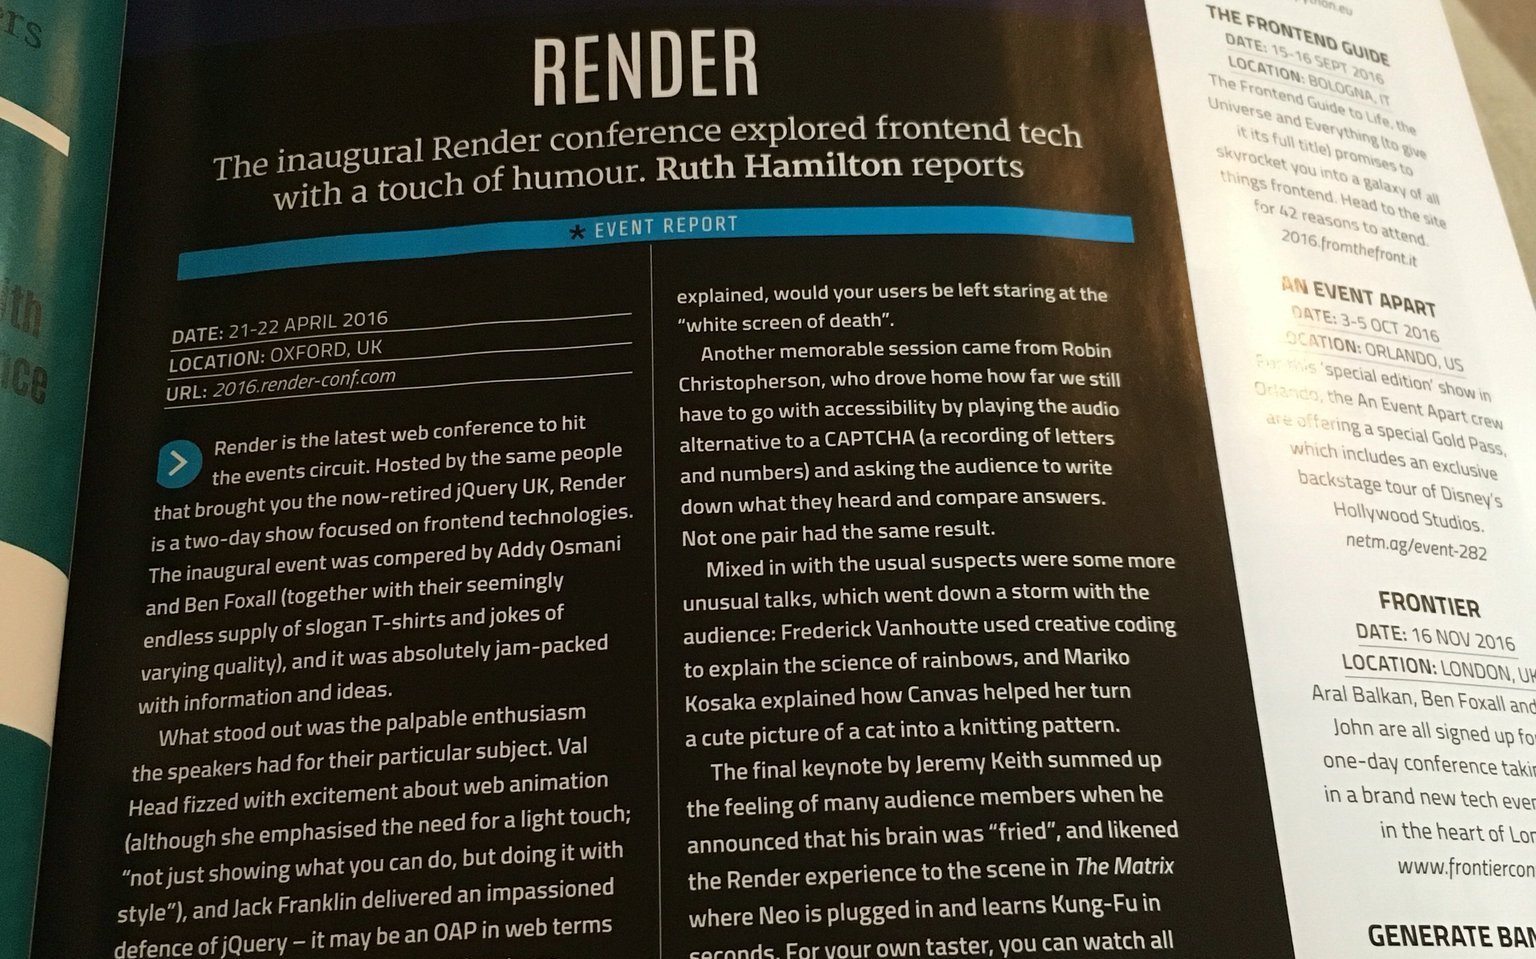 ers
ith
nce
RENDER
The inaugural Render conference explored frontend tech
with a touch of humour. Ruth Hamilton reports
* EVENT REPORT
DATE: 21-22 APRIL 2016
LOCATION: OXFORD, UK
URL: 2016.render-conf.com
Render is the latest web conference to hit
the events circuit. Hosted by the same people
that brought you the now-retired jQuery UK, Render
is a two-day show focused on frontend technologies.
The inaugural event was compered by Addy Osmani
and Ben Foxall (together with their seemingly
endless supply of slogan T-shirts and jokes of
varying quality), and it was absolutely jam-packed
with information and ideas.
What stood out was the palpable enthusiasm
the speakers had for their particular subject. Val
Head fizzed with excitement about web animation
(although she emphasised the need for a light touch;
“not just showing what you can do, but doing it with
style”), and Jack Franklin delivered an impassioned
defence of jQuery – it may be an OAP in web terms
explained, would your users be left staring at the
“white screen of death”.
Another memorable session came from Robin
Christopherson, who drove home how far we still
have to go with accessibility by playing the audio
alternative to a CAPTCHA (a recording of letters
and numbers) and asking the audience to write
down what they heard and compare answers.
Not one pair had the same result.
Mixed in with the usual suspects were some more
unusual talks, which went down a storm with the
audience: Frederick Vanhoutte used creative coding
to explain the science of rainbows, and Mariko
Kosaka explained how Canvas helped her turn
a cute picture of a cat into a knitting pattern.
The final keynote by Jeremy Keith summed up
the feeling of many audience members when he
announced that his brain was “fried”, and likened
the Render experience to the scene in The Matrix
where Neo is plugged in and learns Kung-Fu in
seconds. For your own taster, you can watch all
THE FRONTEND GUIDE
DATE: 15-16 SEPT 2016
LOCATION: BOLOGNA, IT
The Frontend Guide to Life, the
Universe and Everything (to give
it its full title) promises to
skyrocket you into a galaxy of all
things frontend. Head to the site
for 42 reasons to attend.
2016.fromthefront.it
AN EVENT APART
DATE: 3-5 OCT 2016
LOCATION: ORLANDO, US
For this ‘special edition’ show in
Orlando, the An Event Apart crew
are offering a special Gold Pass,
which includes an exclusive
backstage tour of Disney’s
Hollywood Studios.
netm.ag/event-282
FRONTIER
DATE: 16 NOV 2016
LOCATION: LONDON, UK
Aral Balkan, Ben Foxall and
John are all signed up fo
one-day conference takin
in a brand new tech even
in the heart of Lon
www.frontiercon
GENERATE BAN